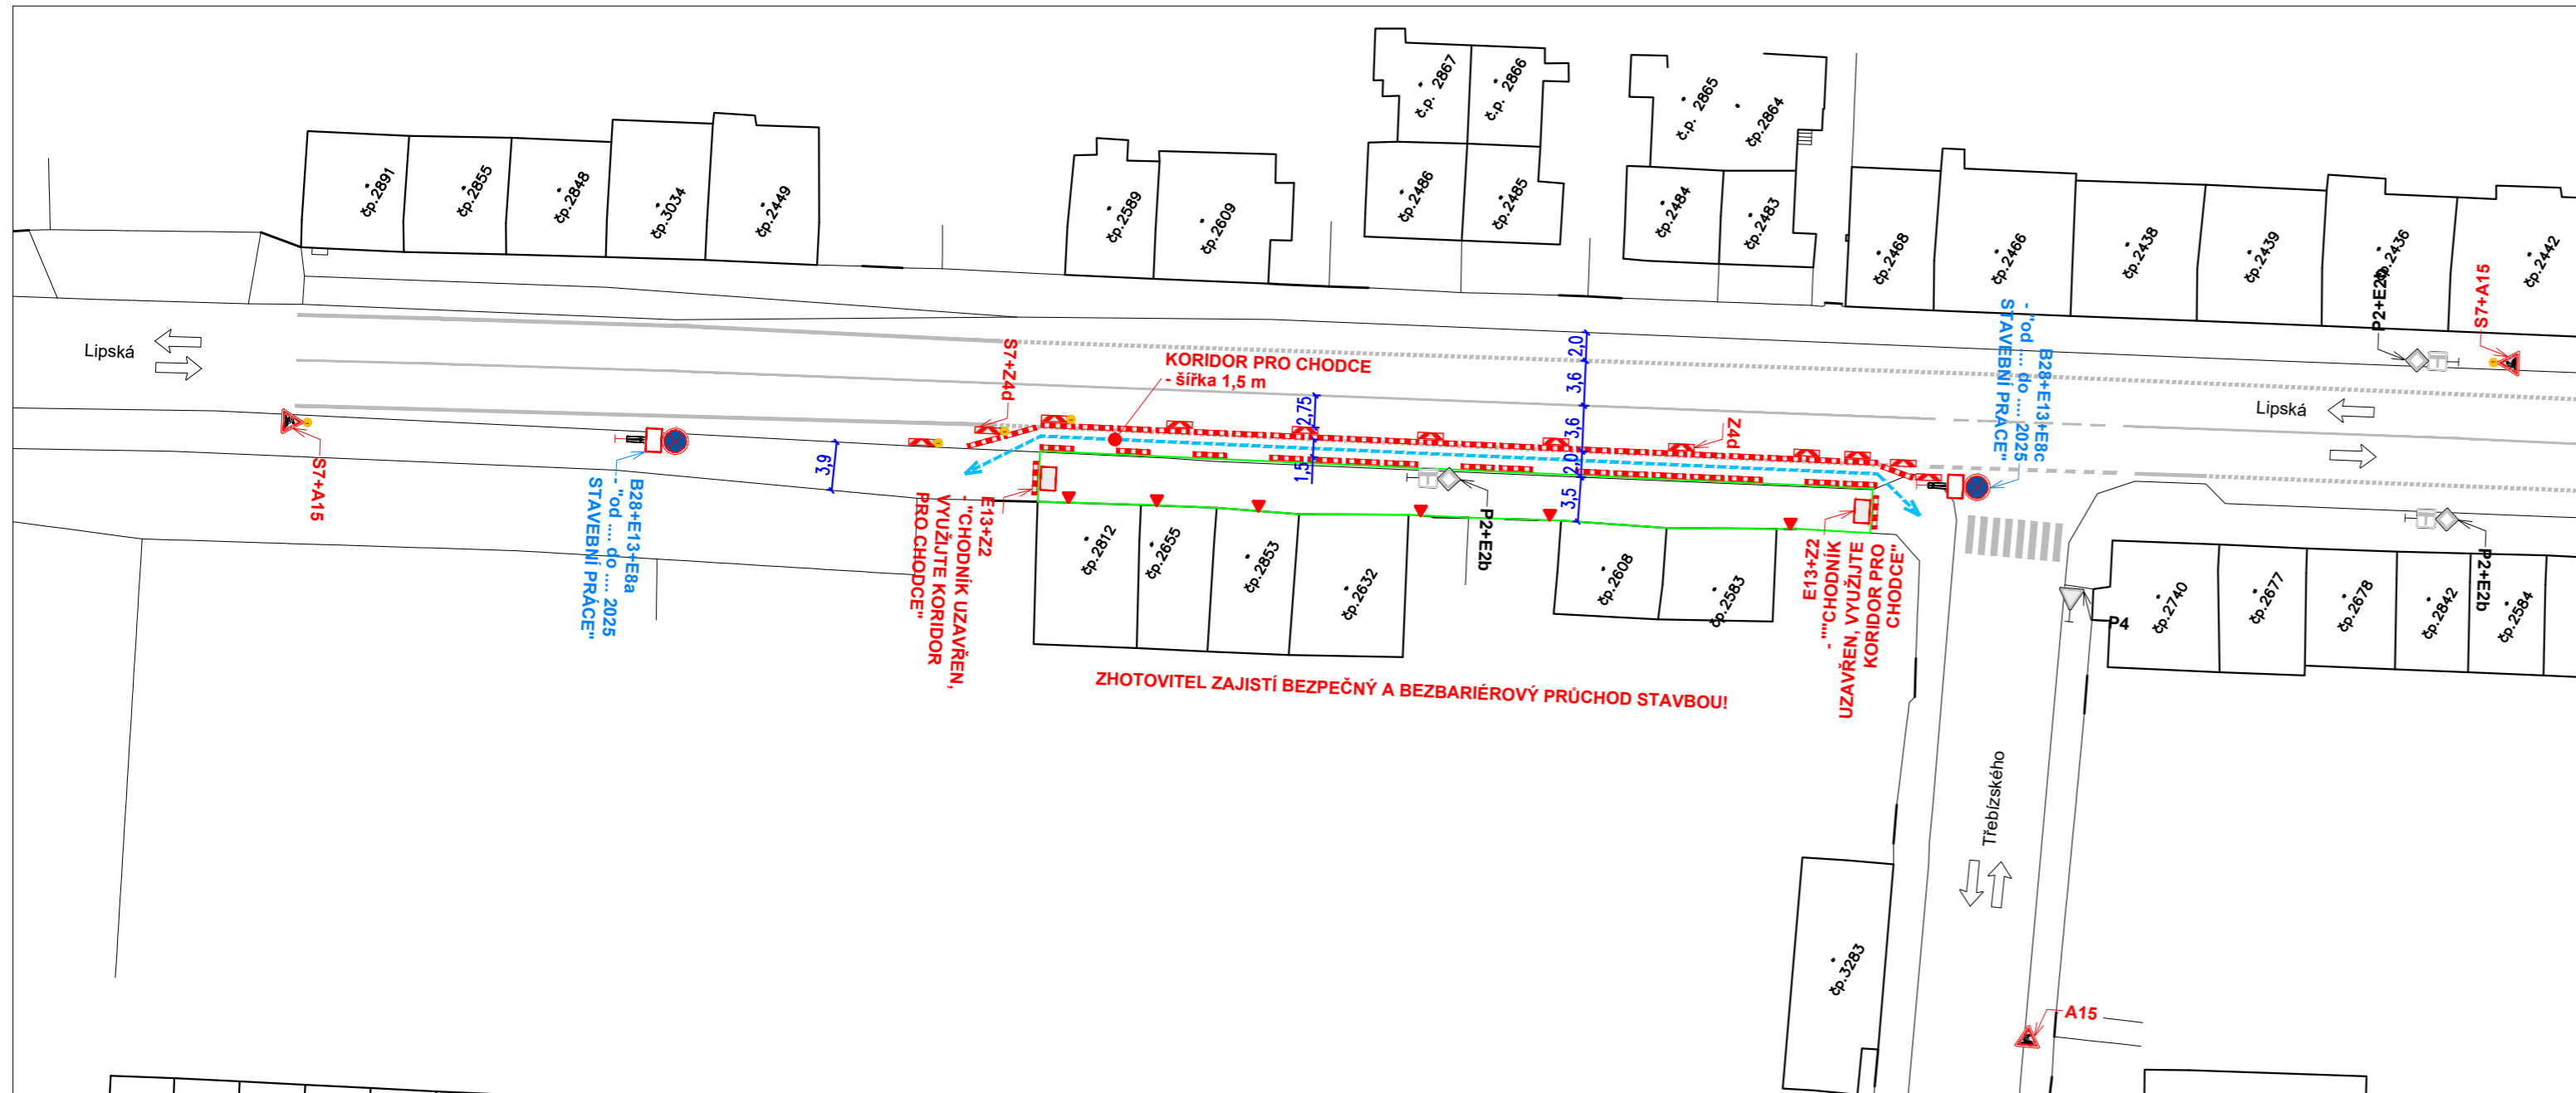 č.p. 2867
č.p. 2866
č.p. 2865
čp.2864
čp.2891
čp.2855
čp.2848
čp.3034
čp.2449
čp.2589
čp.2609
čp.2486
čp.2485
čp.2484
čp.2483
čp.2468
čp.2466
čp.2438
čp.2439
čp.2436
čp.2442
P2+E2b
S7+A15
B28+E13+E8c
- "od .... do .... 2025
STAVEBNÍ PRÁCE"
Lipská
S7+Z4d
KORIDOR PRO CHODCE
- šířka 1,5 m
2,0
3,6
2,75
3,6
2,0
1,5
3,5
3,9
Z4d
Lipská
S7+A15
B28+E13+E8a
- "od .... do .... 2025
STAVEBNÍ PRÁCE"
E13+Z2
- "CHODNÍK UZAVŘEN,
VYUŽIJTE KORIDOR
PRO CHODCE"
P2+E2b
E13+Z2
- ""CHODNÍK
UZAVŘEN, VYUŽIJTE
KORIDOR PRO
CHODCE"
čp.2812
čp.2655
čp.2853
čp.2632
čp.2608
čp.2583
P4
čp.2740
čp.2677
čp.2678
čp.2842
P2+E2b
čp.2584
ZHOTOVITEL ZAJISTÍ BEZPEČNÝ A BEZBARIÉROVÝ PRŮCHOD STAVBOU!
Třebízského
čp.3283
A15